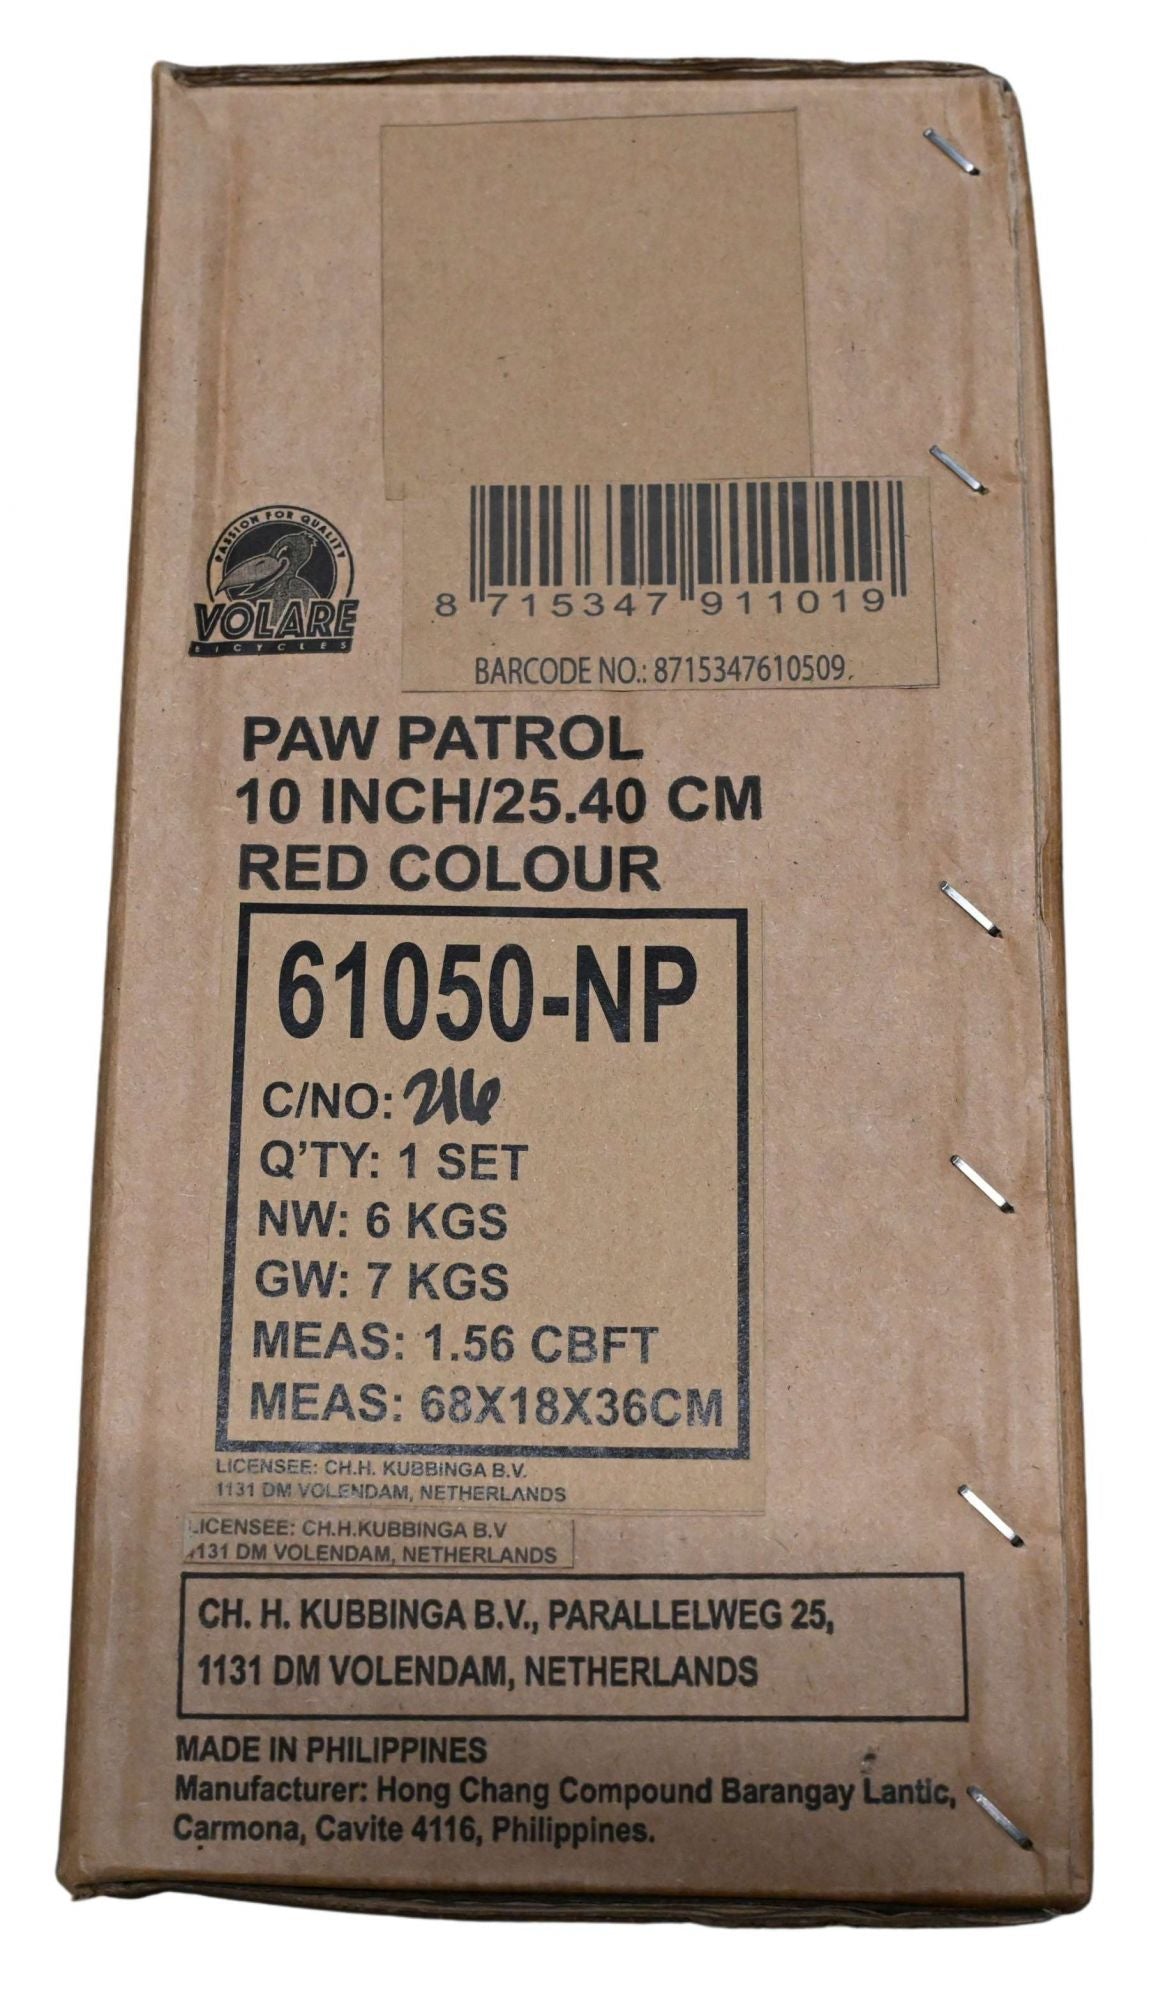 PASSION FOR QUALITY
VOLARE
BICYCLES
8 715347 911019
BARCODE NO.: 8715347610509.
PAW PATROL
10 INCH/25.40 CM
RED COLOUR
61050-NP
C/NO: 216
Q'TY: 1 SET
NW: 6 KGS
GW: 7 KGS
MEAS: 1.56 CBFT
MEAS: 68X18X36CM
LICENSEE: CH.H. KUBBINGA B.V.
1131 DM VOLENDAM, NETHERLANDS
LICENSEE: CH.H.KUBBINGA B.V
1131 DM VOLENDAM, NETHERLANDS
CH. H. KUBBINGA B.V., PARALLELWEG 25,
1131 DM VOLENDAM, NETHERLANDS
MADE IN PHILIPPINES
Manufacturer: Hong Chang Compound Barangay Lantic,
Carmona, Cavite 4116, Philippines.